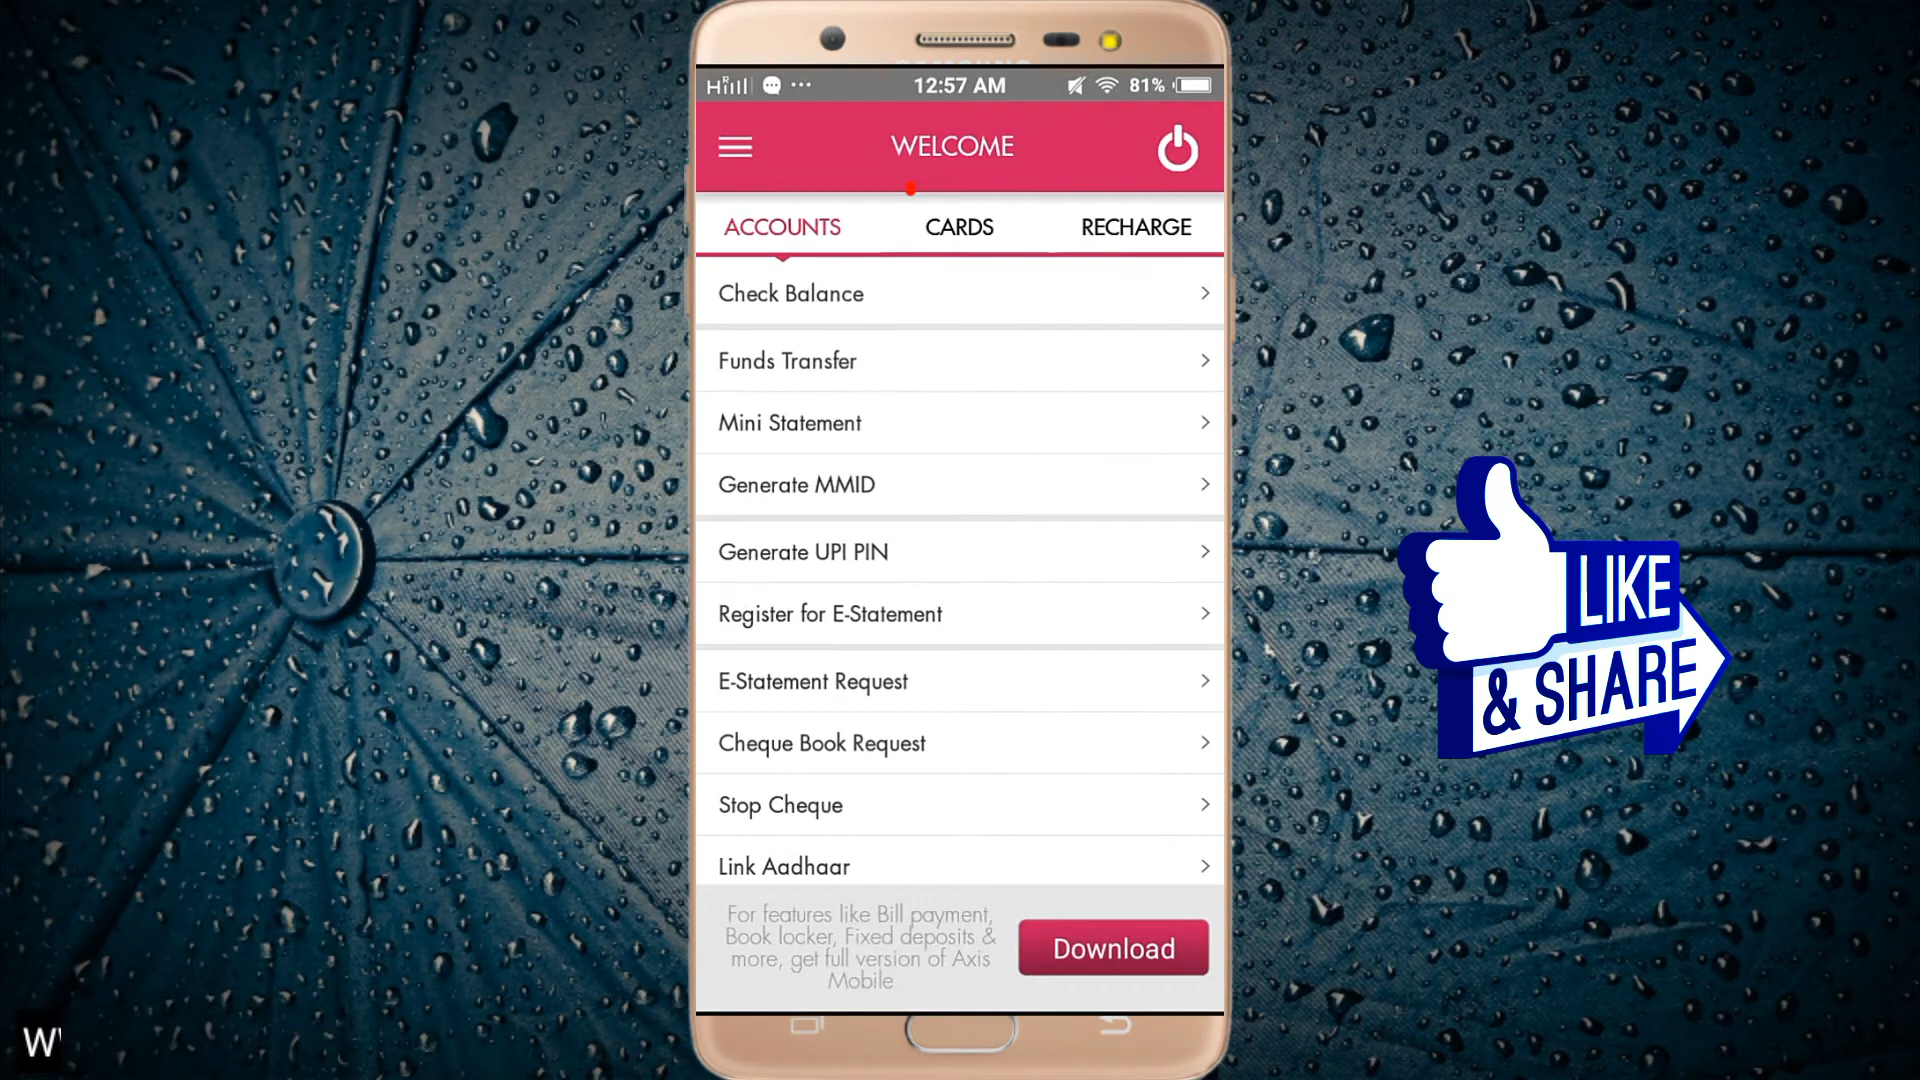 12:57 AM
81%
WELCOME
ACCOUNTS CARDS RECHARGE
Check Balance
Funds Transfer
Mini Statement
Generate MMID
Generate UPI PIN
Register for E-Statement
E-Statement Request
Cheque Book Request
Stop Cheque
Link Aadhaar
For features like Bill payment,
Book locker, Fixed deposits &
more, get full version of Axis
Mobile
Download
LIKE
& SHARE